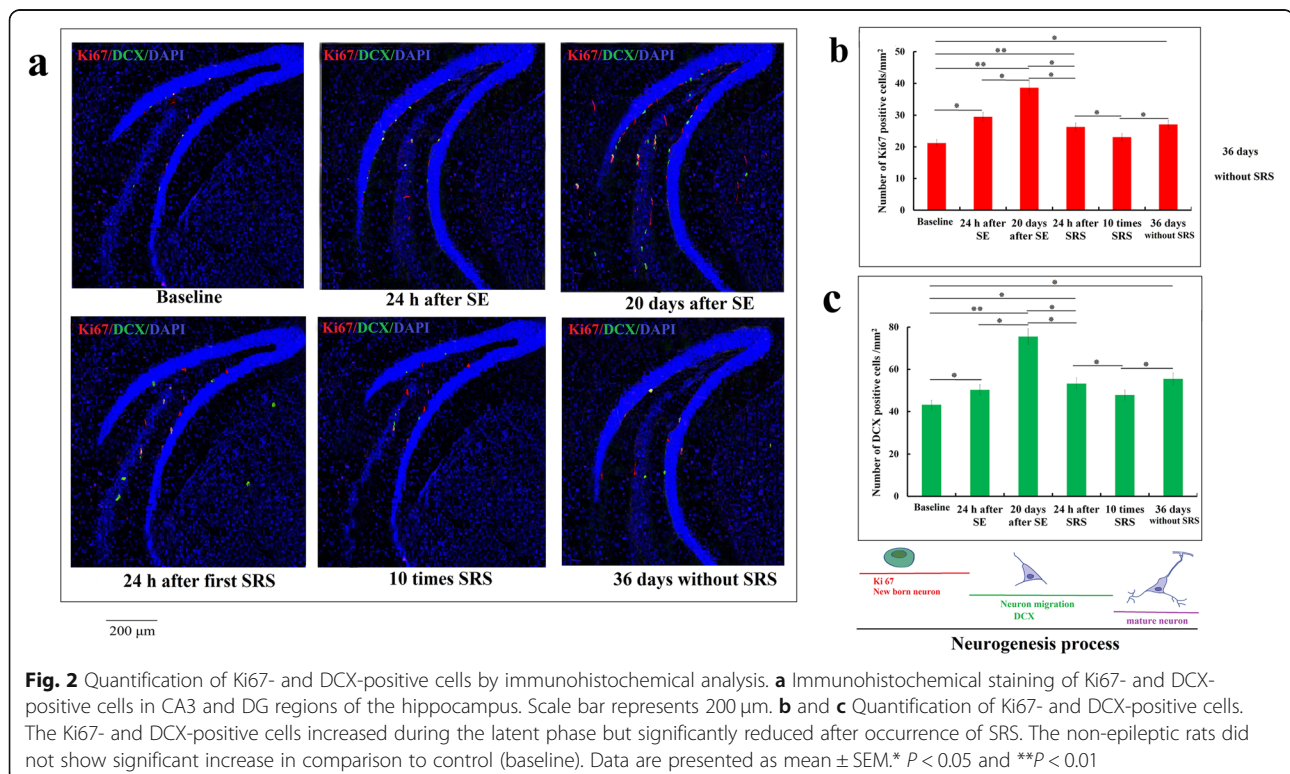 a
Ki67/DCX/DAPI
Ki67/DCX/DAPI
Ki67/DCX/DAPI
Baseline
24 h after SE
20 days after SE
Ki67/DCX/DAPI
Ki67/DCX/DAPI
Ki67/DCX/DAPI
24 h after first SRS
10 times SRS
36 days without SRS
200 μm
b
Number of Ki67 positive cells/mm²
50
40
30
20
10
0
*
**
**
*
*
*
*
*
*
Baseline
24 h after
SE
20 days
after SE
24 h after
SRS
10 times
SRS
36 days
without SRS
36 days
without SRS
c
Number of DCX positive cells /mm²
80
60
40
20
0
*
*
**
*
*
*
*
*
*
Baseline
24 h after
SE
20 days
after SE
24 h after
SRS
10 times
SRS
36 days
without SRS
Ki 67
New born neuron
Neuron migration
DCX
mature neuron
Neurogenesis process
Fig. 2 Quantification of Ki67- and DCX-positive cells by immunohistochemical analysis. a Immunohistochemical staining of Ki67- and DCX-
positive cells in CA3 and DG regions of the hippocampus. Scale bar represents 200 μm. b and c Quantification of Ki67- and DCX-positive cells.
The Ki67- and DCX-positive cells increased during the latent phase but significantly reduced after occurrence of SRS. The non-epileptic rats did
not show significant increase in comparison to control (baseline). Data are presented as mean ± SEM.* P < 0.05 and **P < 0.01